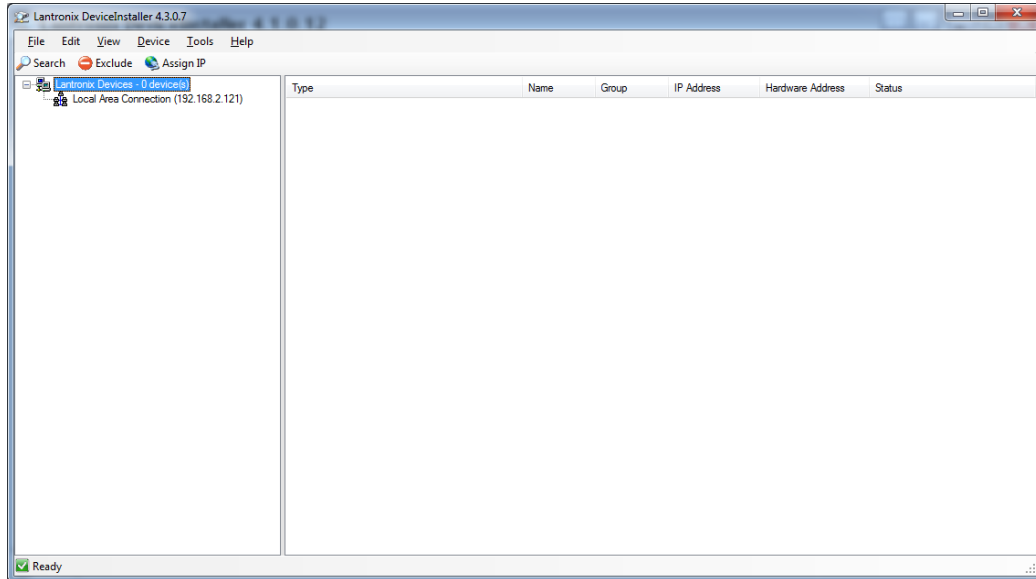 Lantronix DeviceInstaller 4.3.0.7
File Edit View Device Tools Help
Search Exclude Assign IP
Lantronix Devices - 0 device(s)
Local Area Connection (192.168.2.121)
Type Name Group IP Address Hardware Address Status
Ready